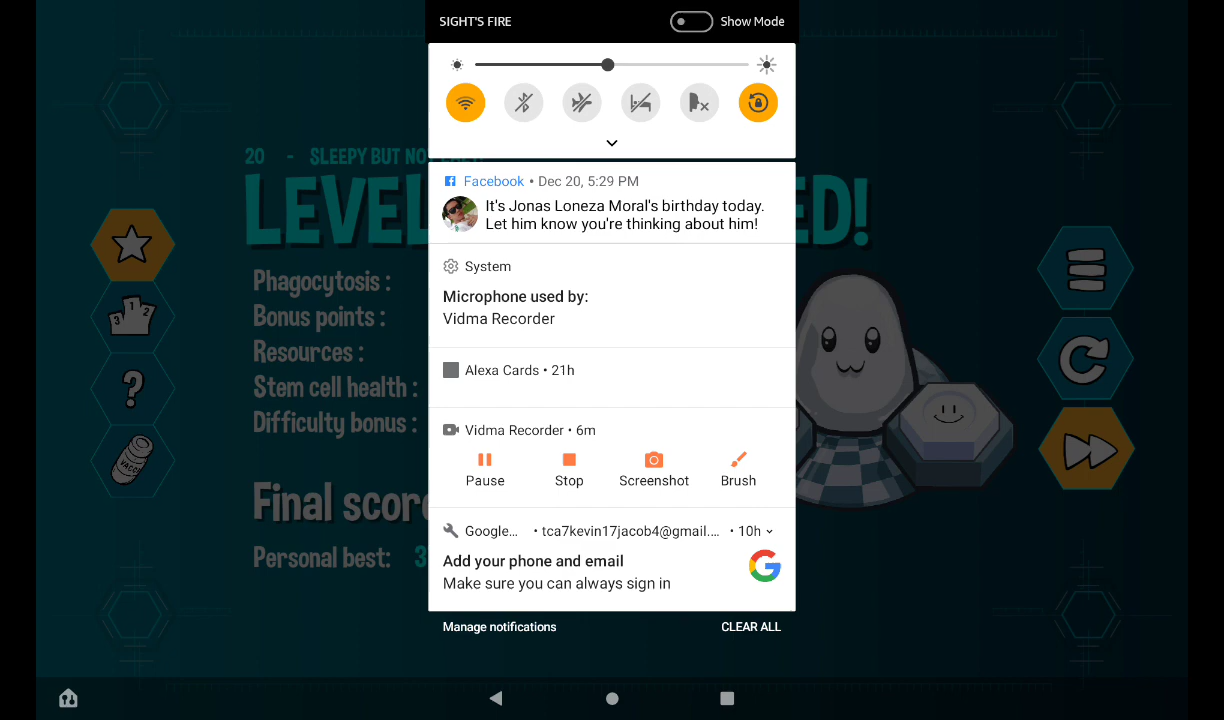 SIGHT'S FIRE
Show Mode
20 - SLEEPY BUT NO
LEVEL ED!
Facebook • Dec 20, 5:29 PM
It's Jonas Loneza Moral's birthday today.
Let him know you're thinking about him!
System
Microphone used by:
Vidma Recorder
Alexa Cards • 21h
Vidma Recorder • 6m
Pause
Stop
Screenshot
Brush
Google… • tca7kevin17jacob4@gmail.… • 10h
Add your phone and email
Make sure you can always sign in
Manage notifications
CLEAR ALL
Phagocytosis :
Bonus points :
Resources :
Stem cell health :
Difficulty bonus :
Final score
Personal best: 3
3 1 2
?
VACC